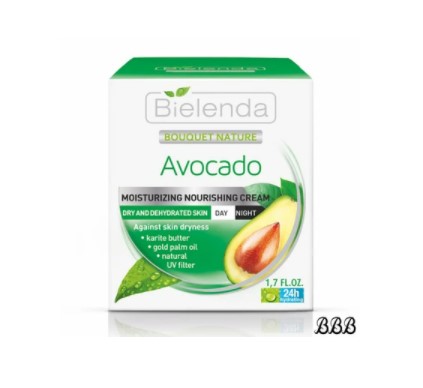 Bielenda
BOUQUET NATURE
Avocado
MOISTURIZING NOURISHING CREAM
DRY AND DEHYDRATED SKIN DAY NIGHT
Against skin dryness
• karite butter
• gold palm oil
• natural
UV filter
1,7 FL.OZ.
24h
hydrating
BBB